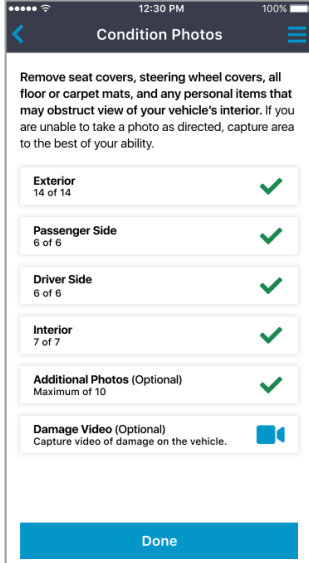 12:30 PM
100%
Condition Photos
Remove seat covers, steering wheel covers, all
floor or carpet mats, and any personal items that
may obstruct view of your vehicle's interior. If you
are unable to take a photo as directed, capture area
to the best of your ability.
Exterior
14 of 14
Passenger Side
6 of 6
Driver Side
6 of 6
Interior
7 of 7
Additional Photos (Optional)
Maximum of 10
Damage Video (Optional)
Capture video of damage on the vehicle.
Done